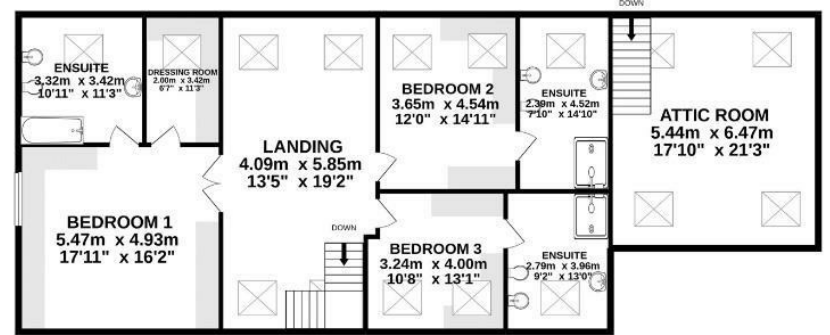 DOWN
ENSUITE
3.32m x 3.42m
10'11" x 11'3"
DRESSING ROOM
2.00m x 3.42m
6'7" x 11'3"
BEDROOM 2
3.65m x 4.54m
12'0" x 14'11"
ENSUITE
2.39m x 4.52m
7'10" x 14'10"
ATTIC ROOM
5.44m x 6.47m
17'10" x 21'3"
LANDING
4.09m x 5.85m
13'5" x 19'2"
BEDROOM 1
5.47m x 4.93m
17'11" x 16'2"
DOWN
BEDROOM 3
3.24m x 4.00m
10'8" x 13'1"
ENSUITE
2.79m x 3.96m
9'2" x 13'0"